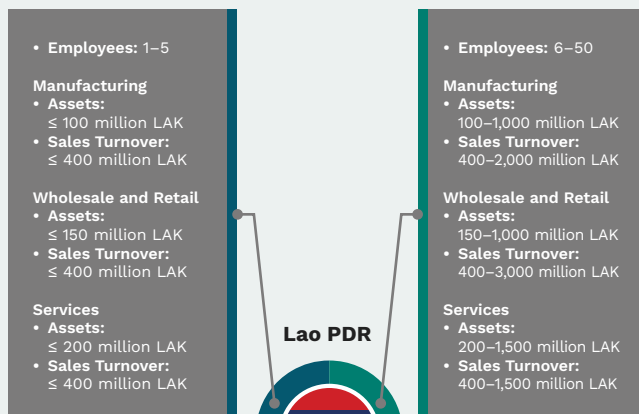 • Employees: 1–5
Manufacturing
• Assets:
≤ 100 million LAK
• Sales Turnover:
≤ 400 million LAK
Wholesale and Retail
• Assets:
≤ 150 million LAK
• Sales Turnover:
≤ 400 million LAK
Services
• Assets:
≤ 200 million LAK
• Sales Turnover:
≤ 400 million LAK
Lao PDR
• Employees: 6–50
Manufacturing
• Assets:
100–1,000 million LAK
• Sales Turnover:
400–2,000 million LAK
Wholesale and Retail
• Assets:
150–1,000 million LAK
• Sales Turnover:
400–3,000 million LAK
Services
• Assets:
200–1,500 million LAK
• Sales Turnover:
400–1,500 million LAK